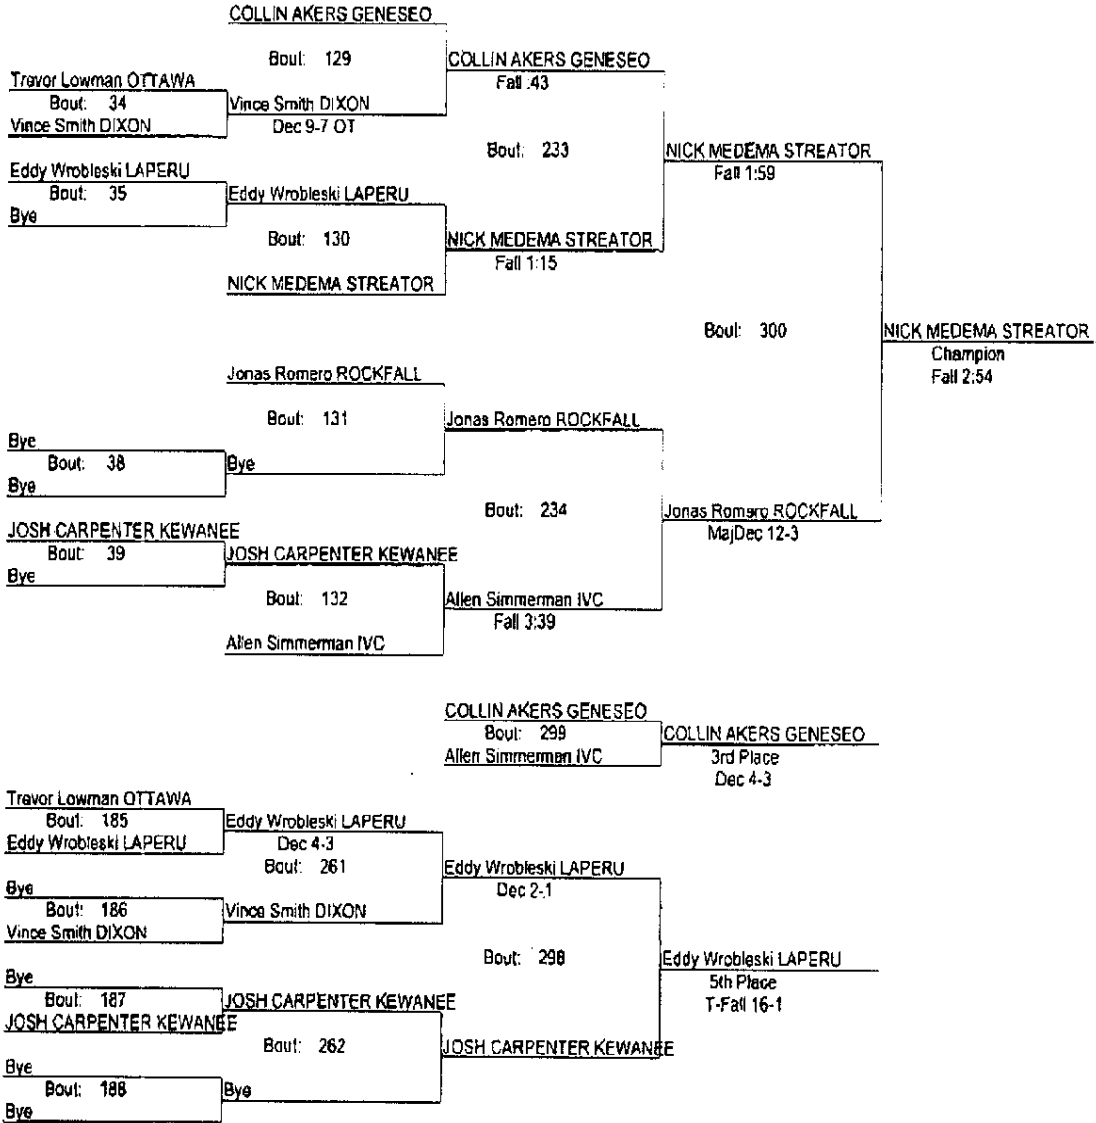 COLLIN AKERS GENESEO
Bout: 129
COLLIN AKERS GENESEO
Fall :43
Trevor Lowman OTTAWA
Bout: 34
Vince Smith DIXON
Vince Smith DIXON
Dec 9-7 OT
Bout: 233
NICK MEDEMA STREATOR
Fall 1:59
Eddy Wrobleski LAPERU
Bout: 35
Bye
Eddy Wrobleski LAPERU
Bout: 130
NICK MEDEMA STREATOR
Fall 1:15
NICK MEDEMA STREATOR
Bout: 300
NICK MEDEMA STREATOR
Champion
Fall 2:54
Jonas Romero ROCKFALL
Bout: 131
Jonas Romero ROCKFALL
Bye
Bout: 38
Bye
Bye
Bout: 234
Jonas Romero ROCKFALL
MajDec 12-3
JOSH CARPENTER KEWANEE
Bout: 39
Bye
JOSH CARPENTER KEWANEE
Bout: 132
Allen Simmerman IVC
Fall 3:39
Allen Simmerman IVC
COLLIN AKERS GENESEO
Bout: 299
Allen Simmerman IVC
COLLIN AKERS GENESEO
3rd Place
Dec 4-3
Trevor Lowman OTTAWA
Bout: 185
Eddy Wrobleski LAPERU
Eddy Wrobleski LAPERU
Dec 4-3
Bout: 261
Eddy Wrobleski LAPERU
Dec 2-1
Bye
Bout: 186
Vince Smith DIXON
Vince Smith DIXON
Bout: 298
Eddy Wrobleski LAPERU
5th Place
T-Fall 16-1
Bye
Bout: 187
JOSH CARPENTER KEWANEE
JOSH CARPENTER KEWANEE
Bout: 262
JOSH CARPENTER KEWANEE
Bye
Bout: 188
Bye
Bye